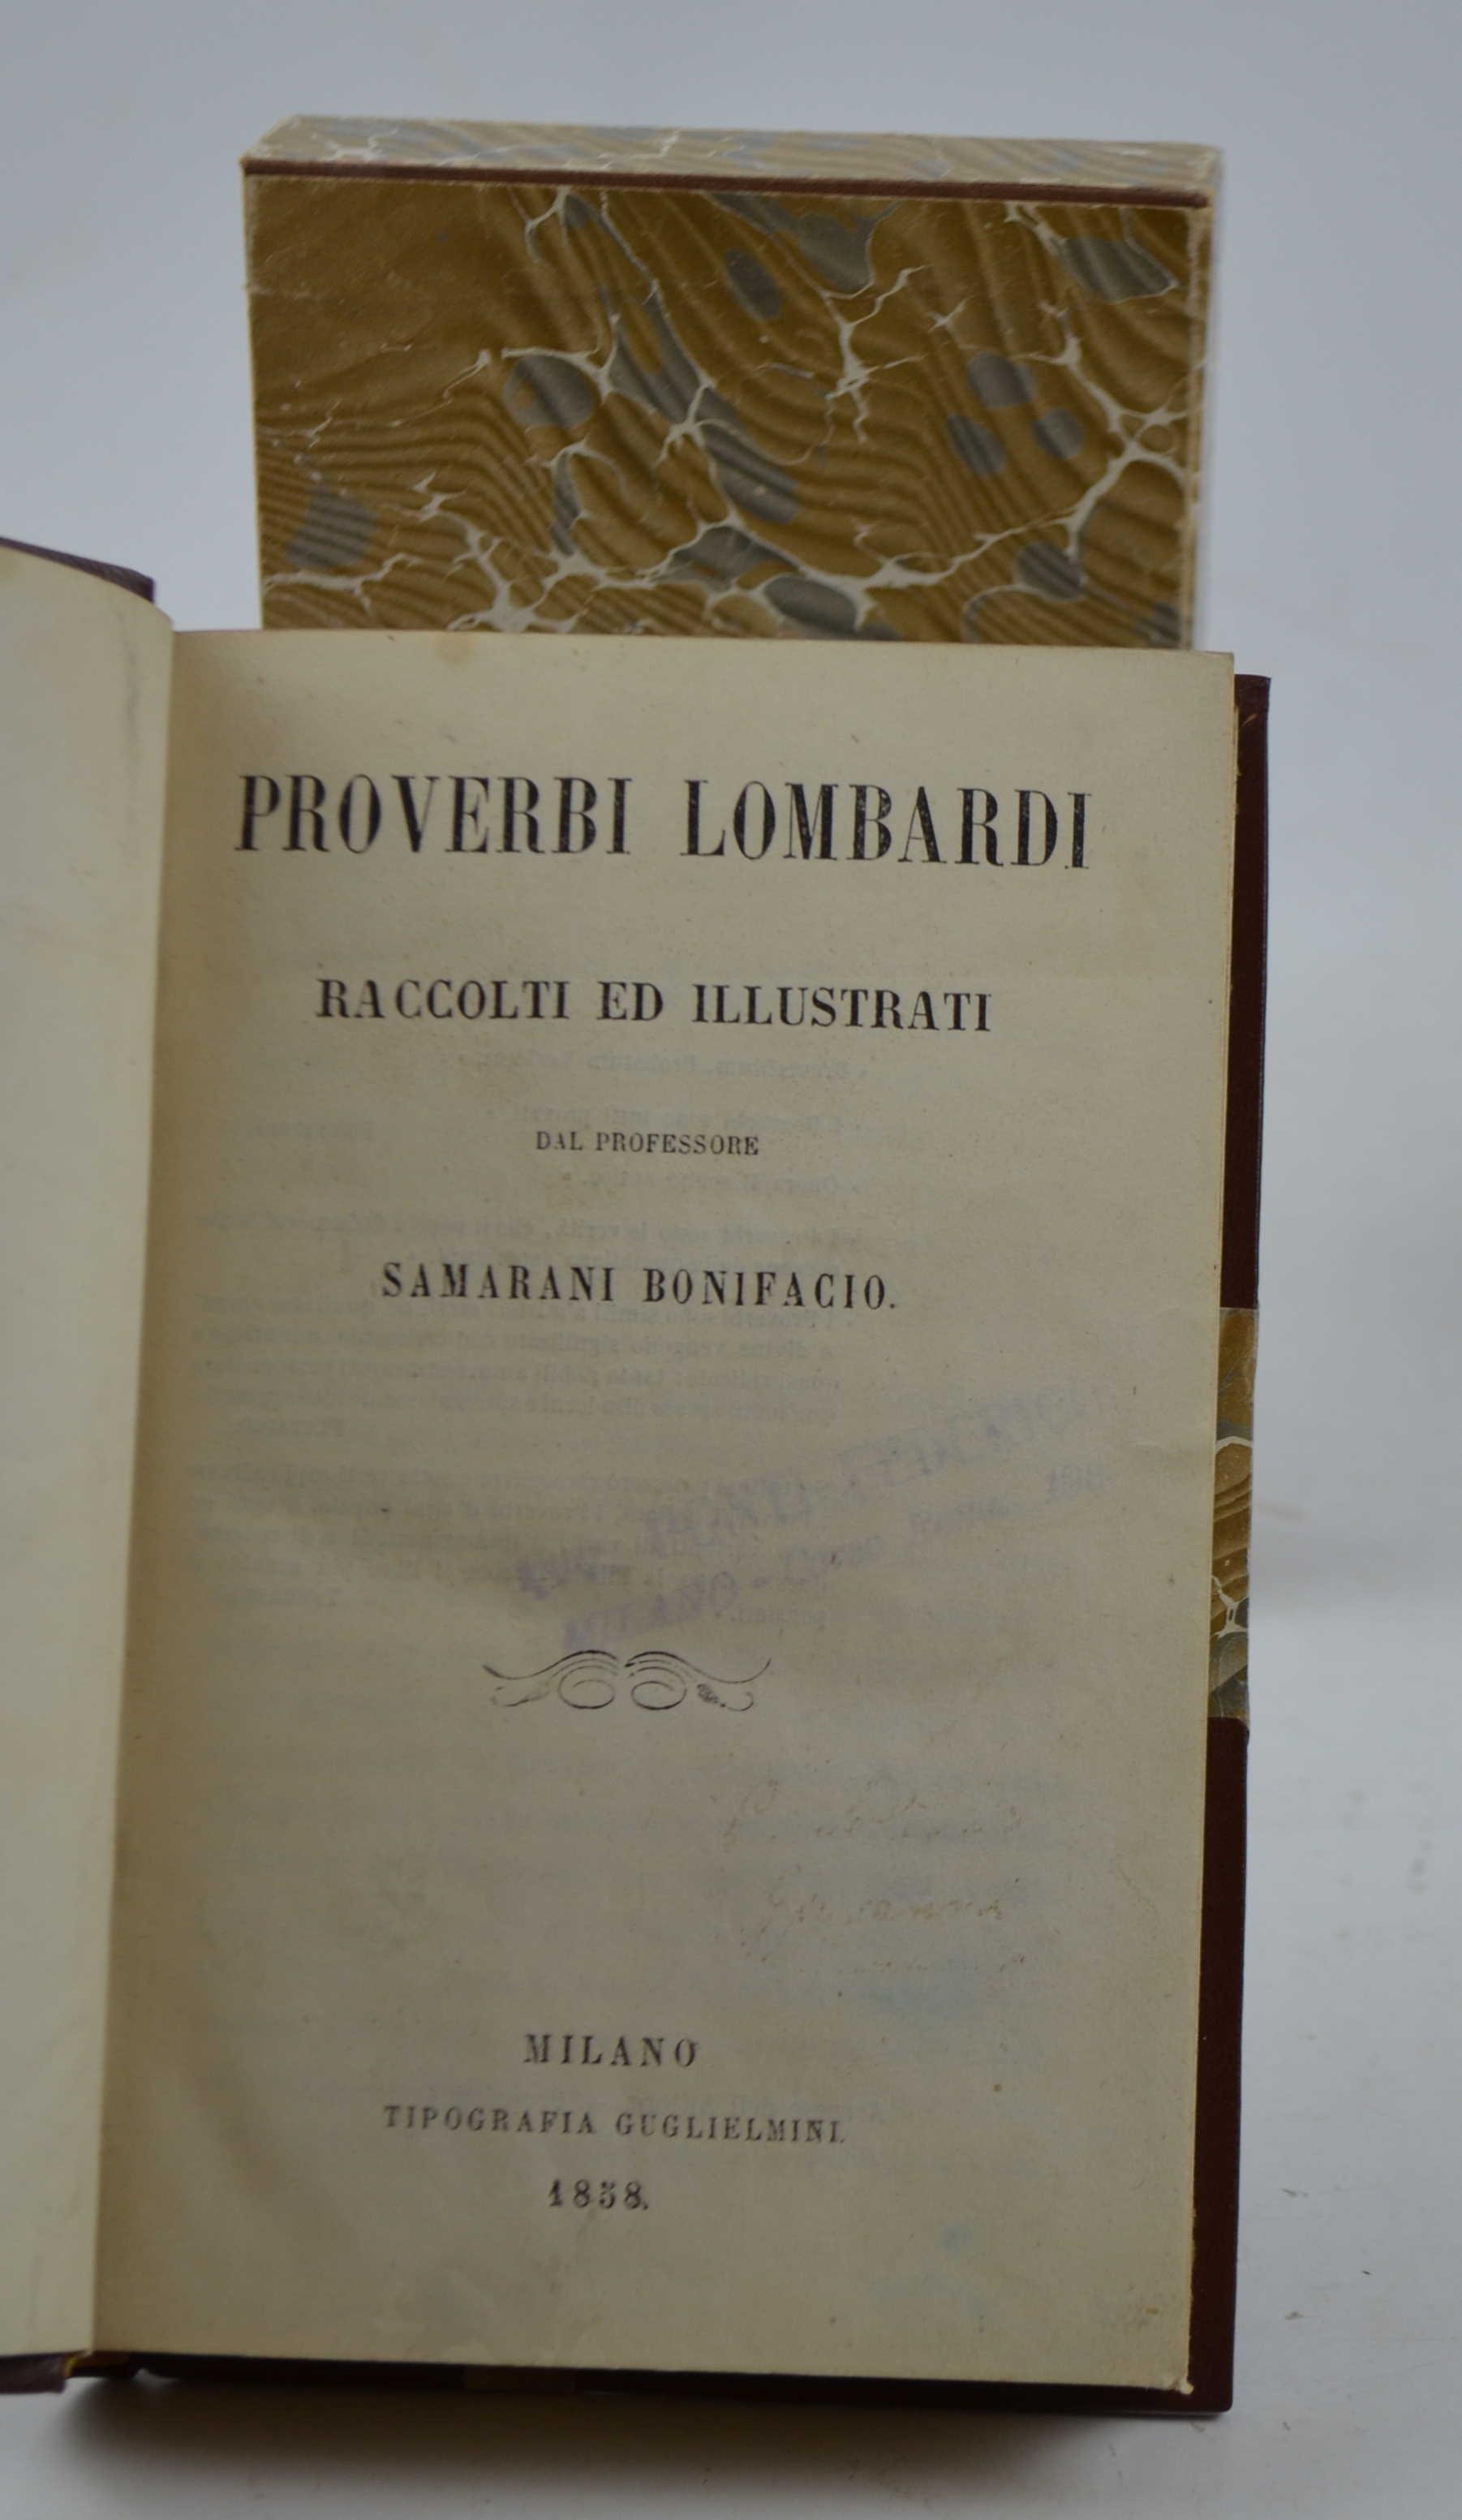 PROVERBI LOMBARDI
RACCOLTI ED ILLUSTRATI
DAL PROFESSORE
SAMARANI BONIFACIO.
MILANO
TIPOGRAFIA GUGLIELMINI.
1858.